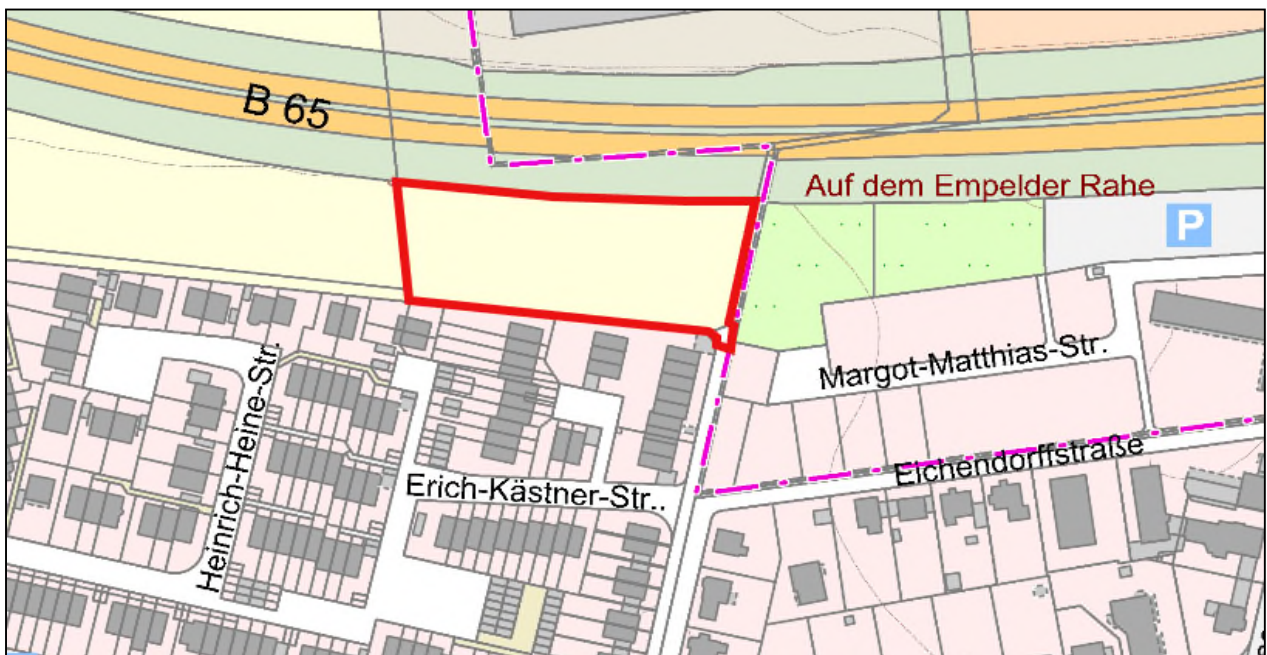 B 65
Auf dem Empelder Rahe
P
Margot-Matthias-Str.
Heinrich-Heine-Str.
Erich-Kästner-Str..
Eichendorffstraße